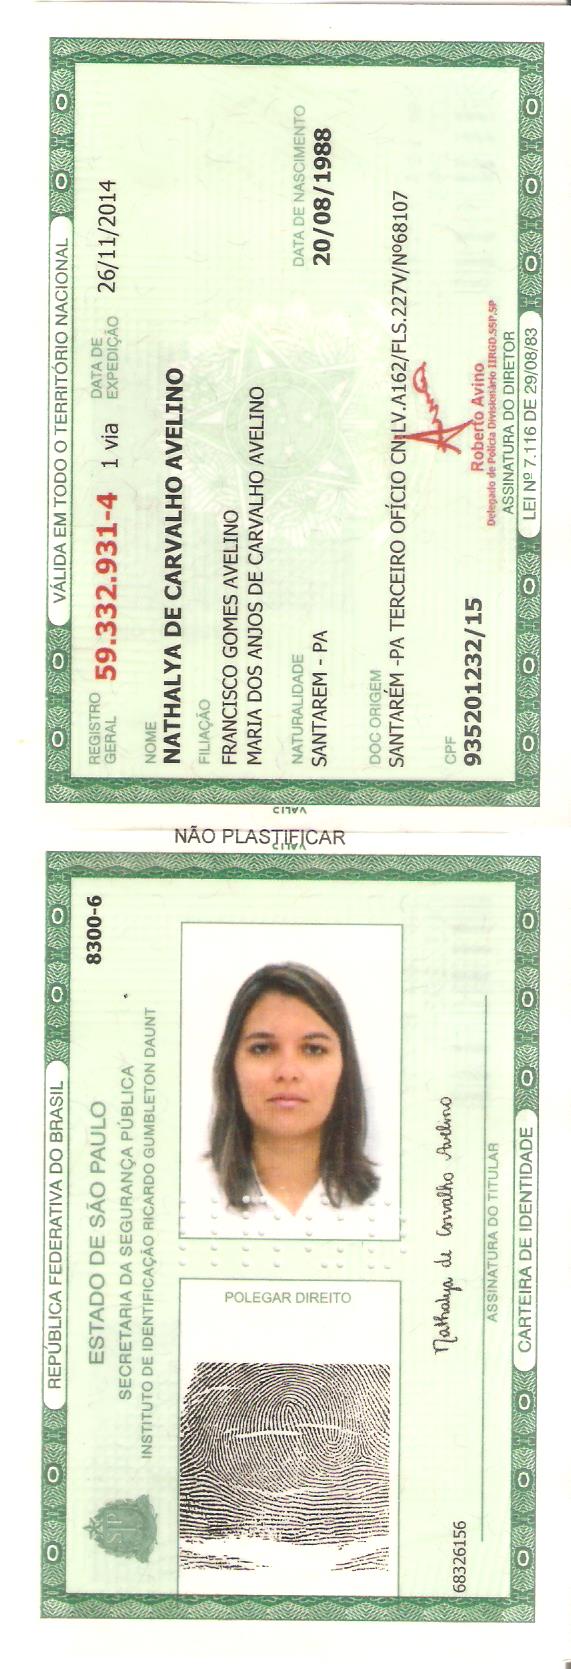 VÁLIDA EM TODO O TERRITÓRIO NACIONAL
REGISTRO GERAL 59.332.931-4 1 via DATA DE EXPEDIÇÃO 26/11/2014
NOME
NATHALYA DE CARVALHO AVELINO
FILIAÇÃO
FRANCISCO GOMES AVELINO
MARIA DOS ANJOS DE CARVALHO AVELINO
NATURALIDADE DATA DE NASCIMENTO
SANTARÉM - PA 20/08/1988
DOC ORIGEM
SANTARÉM -PA TERCEIRO OFÍCIO CN:LV.A162/FLS.227V/Nº68107
CPF
935201232/15
Roberto Avino
Delegado de Polícia Divisionário IIRGD.SSP.SP
ASSINATURA DO DIRETOR
LEI Nº 7.116 DE 29/08/83
NÃO PLASTIFICAR
REPÚBLICA FEDERATIVA DO BRASIL
8300-6
ESTADO DE SÃO PAULO
SECRETARIA DA SEGURANÇA PÚBLICA
INSTITUTO DE IDENTIFICAÇÃO RICARDO GUMBLETON DAUNT
POLEGAR DIREITO
Nathalya de Carvalho Avelino
68326156
ASSINATURA DO TITULAR
CARTEIRA DE IDENTIDADE